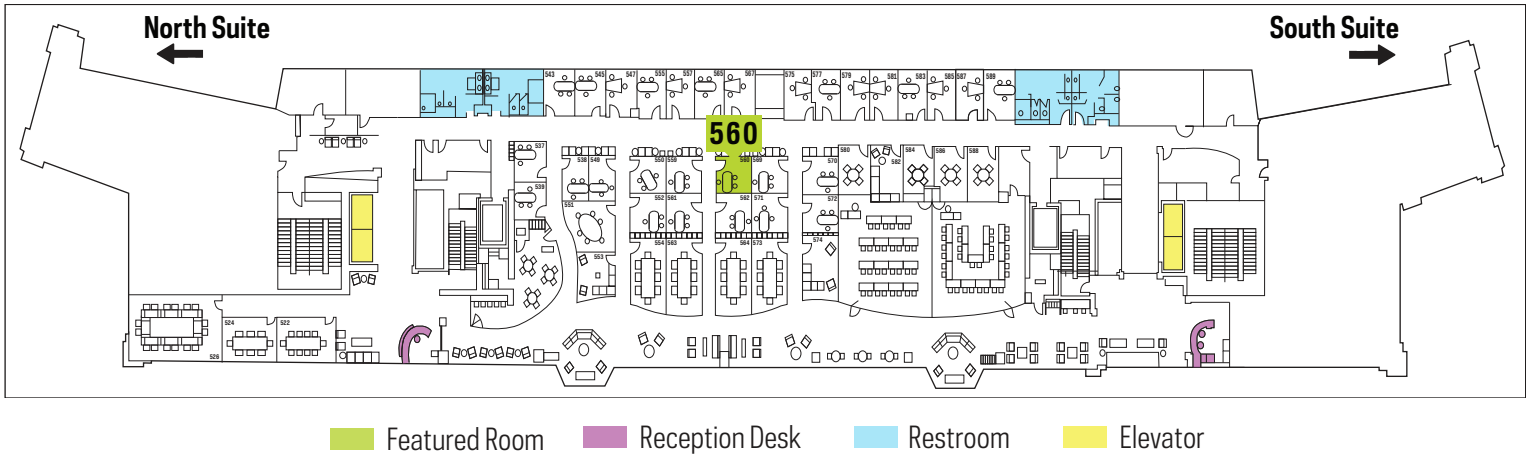 North Suite
South Suite
543 545 547 555 557 565 567 575 577 579 581 583 585 587 589
560
537 538 549 550 559 560 569 570 580 582 584 586 588
539 551 552 561 562 571 572
553 554 563 564 573 574
526 524 522
Featured Room Reception Desk Restroom Elevator